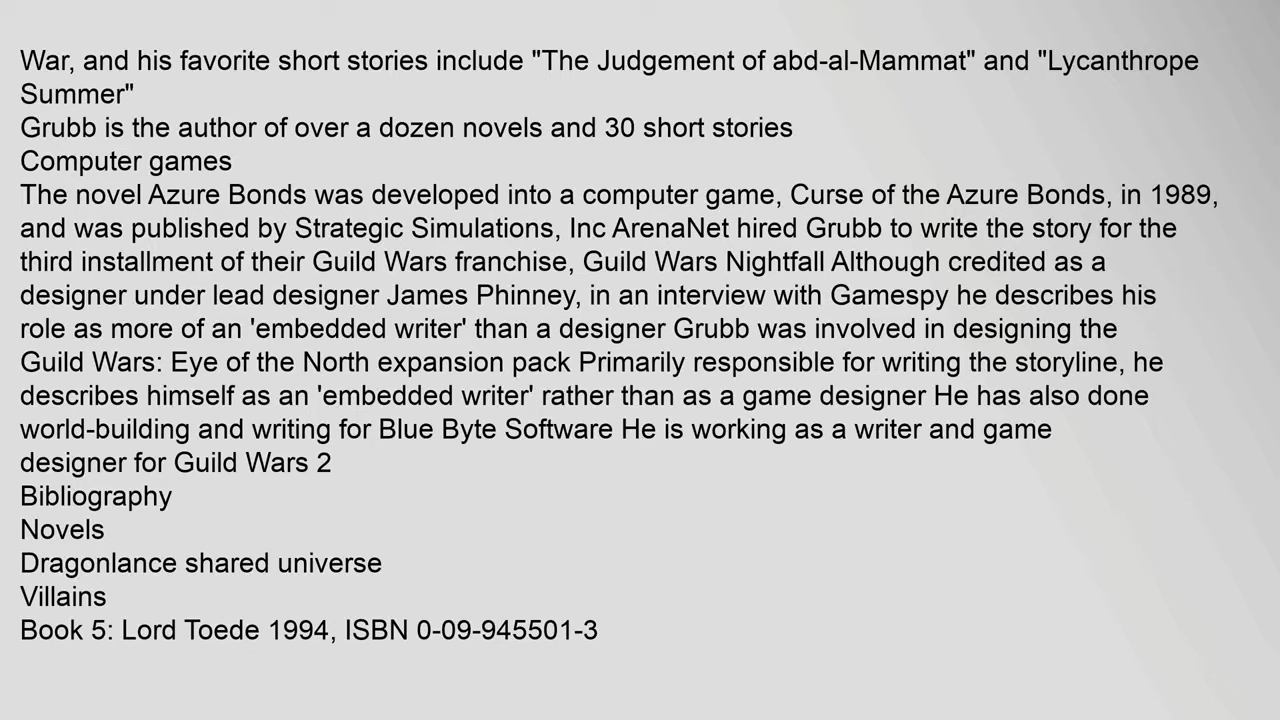 War, and his favorite short stories include "The Judgement of abd-al-Mammat" and "Lycanthrope
Summer"
Grubb is the author of over a dozen novels and 30 short stories
Computer games
The novel Azure Bonds was developed into a computer game, Curse of the Azure Bonds, in 1989,
and was published by Strategic Simulations, Inc ArenaNet hired Grubb to write the story for the
third installment of their Guild Wars franchise, Guild Wars Nightfall Although credited as a
designer under lead designer James Phinney, in an interview with Gamespy he describes his
role as more of an 'embedded writer' than a designer Grubb was involved in designing the
Guild Wars: Eye of the North expansion pack Primarily responsible for writing the storyline, he
describes himself as an 'embedded writer' rather than as a game designer He has also done
world-building and writing for Blue Byte Software He is working as a writer and game
designer for Guild Wars 2
Bibliography
Novels
Dragonlance shared universe
Villains
Book 5: Lord Toede 1994, ISBN 0-09-945501-3